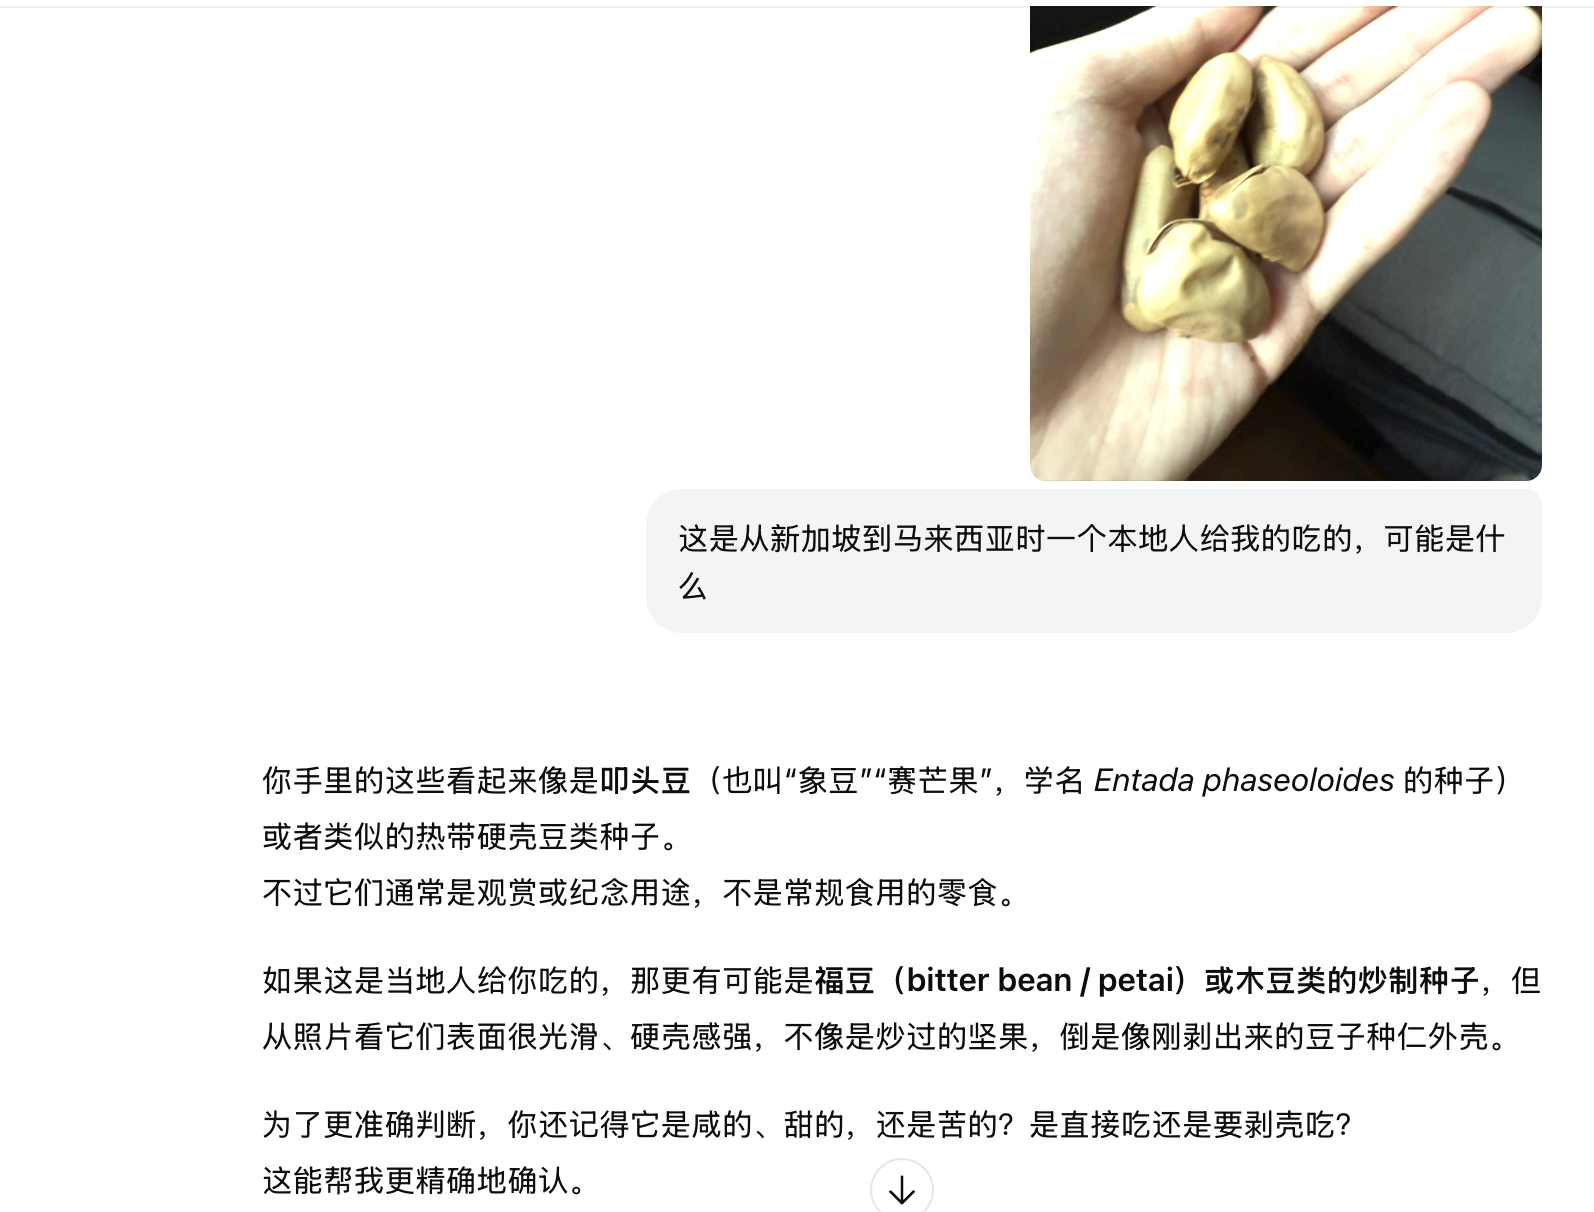 这是从新加坡到马来西亚时一个本地人给我的吃的，可能是什
么
你手里的这些看起来像是叩头豆（也叫“象豆”“赛芒果”，学名 Entada phaseoloides 的种子）
或者类似的热带硬壳豆类种子。
不过它们通常是观赏或纪念用途，不是常规食用的零食。
如果这是当地人给你吃的，那更有可能是福豆（bitter bean / petai）或木豆类的炒制种子，但
从照片看它们表面很光滑、硬壳感强，不像是炒过的坚果，倒是像刚剥出来的豆子种仁外壳。
为了更准确判断，你还记得它是咸的、甜的，还是苦的？是直接吃还是要剥壳吃？
这能帮我更精确地确认。